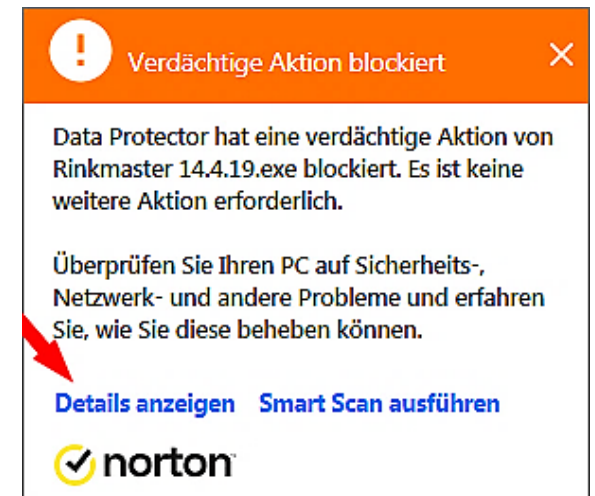 Verdächtige Aktion blockiert
Data Protector hat eine verdächtige Aktion von
Rinkmaster 14.4.19.exe blockiert. Es ist keine
weitere Aktion erforderlich.
Überprüfen Sie Ihren PC auf Sicherheits-,
Netzwerk- und andere Probleme und erfahren
Sie, wie Sie diese beheben können.
Details anzeigen Smart Scan ausführen
norton